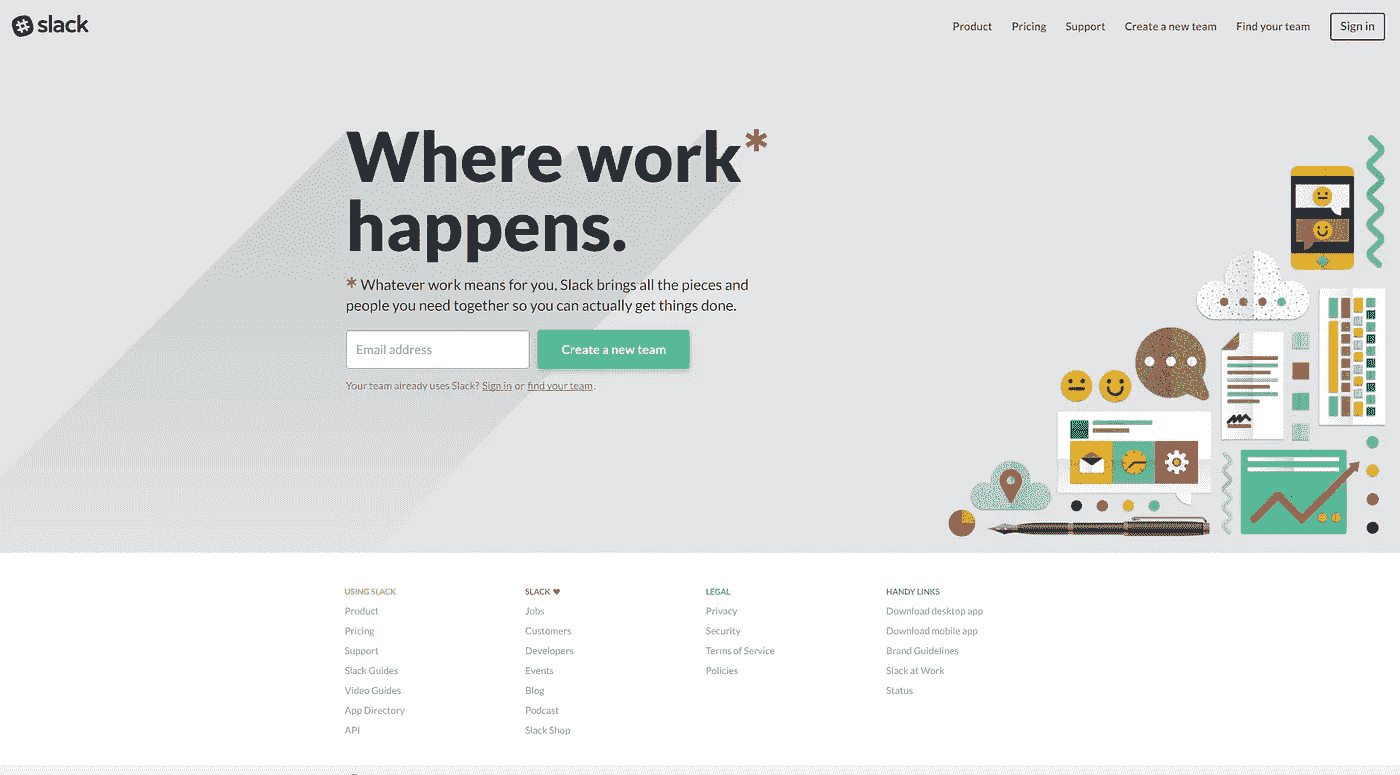 slack
Product
Pricing
Support
Create a new team
Find your team
Sign in
Where work*
happens.
* Whatever work means for you, Slack brings all the pieces and
people you need together so you can actually get things done.
Email address
Create a new team
Your team already uses Slack? Sign in or find your team.
USING SLACK
Product
Pricing
Support
Slack Guides
Video Guides
App Directory
API
SLACK ♥
Jobs
Customers
Developers
Events
Blog
Podcast
Slack Shop
LEGAL
Privacy
Security
Terms of Service
Policies
HANDY LINKS
Download desktop app
Download mobile app
Brand Guidelines
Slack at Work
Status